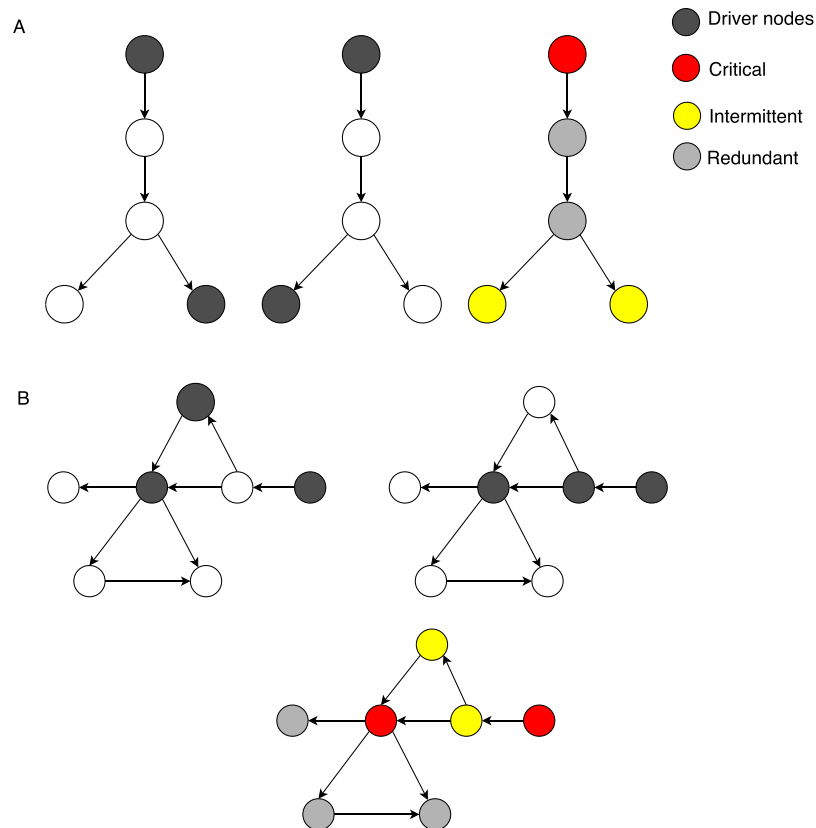 A
Driver nodes
Critical
Intermittent
Redundant
B